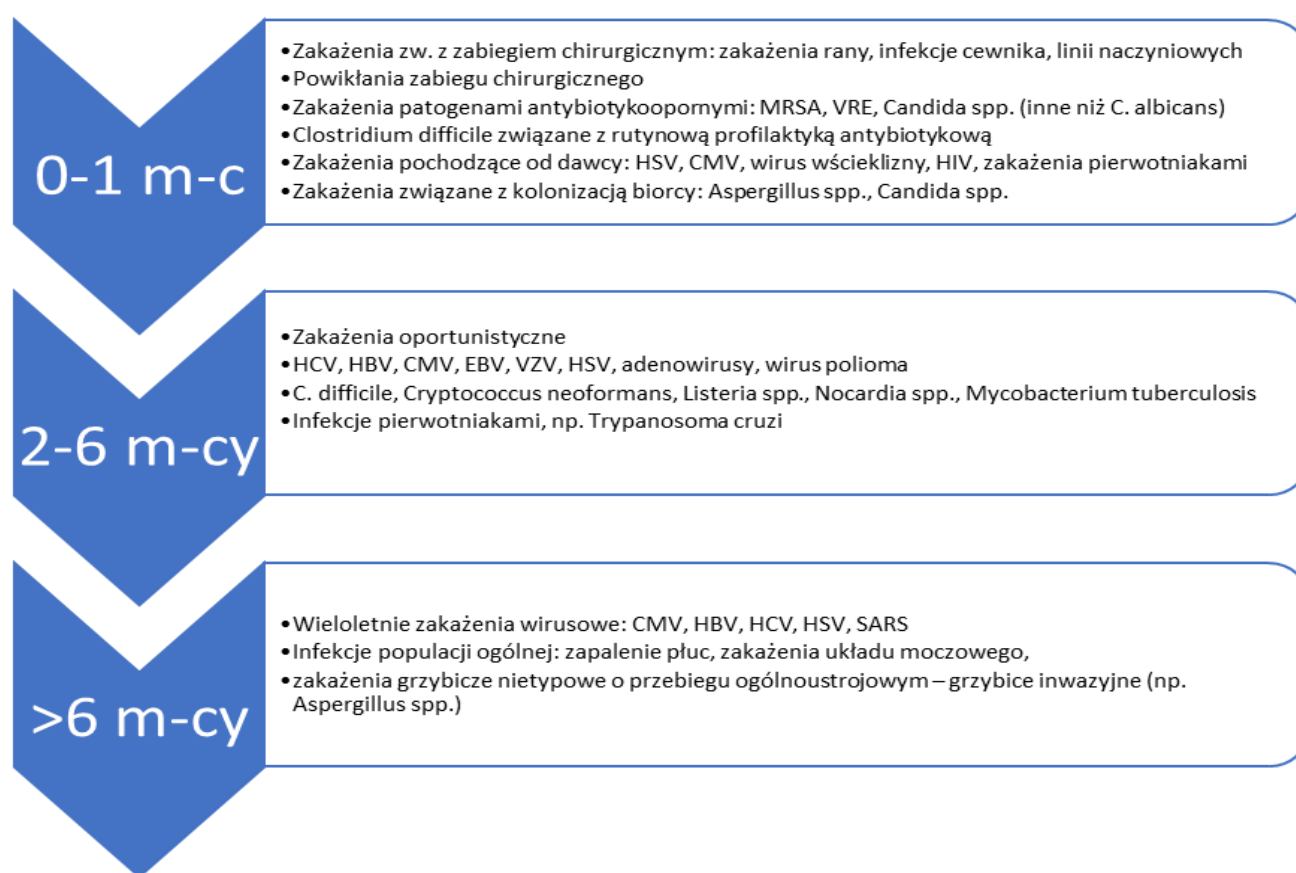 0-1 m-c
•Zakażenia zw. z zabiegiem chirurgicznym: zakażenia rany, infekcje cewnika, linii naczyniowych
•Powikłania zabiegu chirurgicznego
•Zakażenia patogenami antybiotykoopornymi: MRSA, VRE, Candida spp. (inne niż C. albicans)
•Clostridium difficile związane z rutynową profilaktyką antybiotykową
•Zakażenia pochodzące od dawcy: HSV, CMV, wirus wścieklizny, HIV, zakażenia pierwotniakami
•Zakażenia związane z kolonizacją biorcy: Aspergillus spp., Candida spp.
2-6 m-cy
•Zakażenia oportunistyczne
•HCV, HBV, CMV, EBV, VZV, HSV, adenowirusy, wirus polioma
•C. difficile, Cryptococcus neoformans, Listeria spp., Nocardia spp., Mycobacterium tuberculosis
•Infekcje pierwotniakami, np. Trypanosoma cruzi
>6 m-cy
•Wieloletnie zakażenia wirusowe: CMV, HBV, HCV, HSV, SARS
•Infekcje populacji ogólnej: zapalenie płuc, zakażenia układu moczowego,
•zakażenia grzybicze nietypowe o przebiegu ogólnoustrojowym – grzybice inwazyjne (np.
Aspergillus spp.)